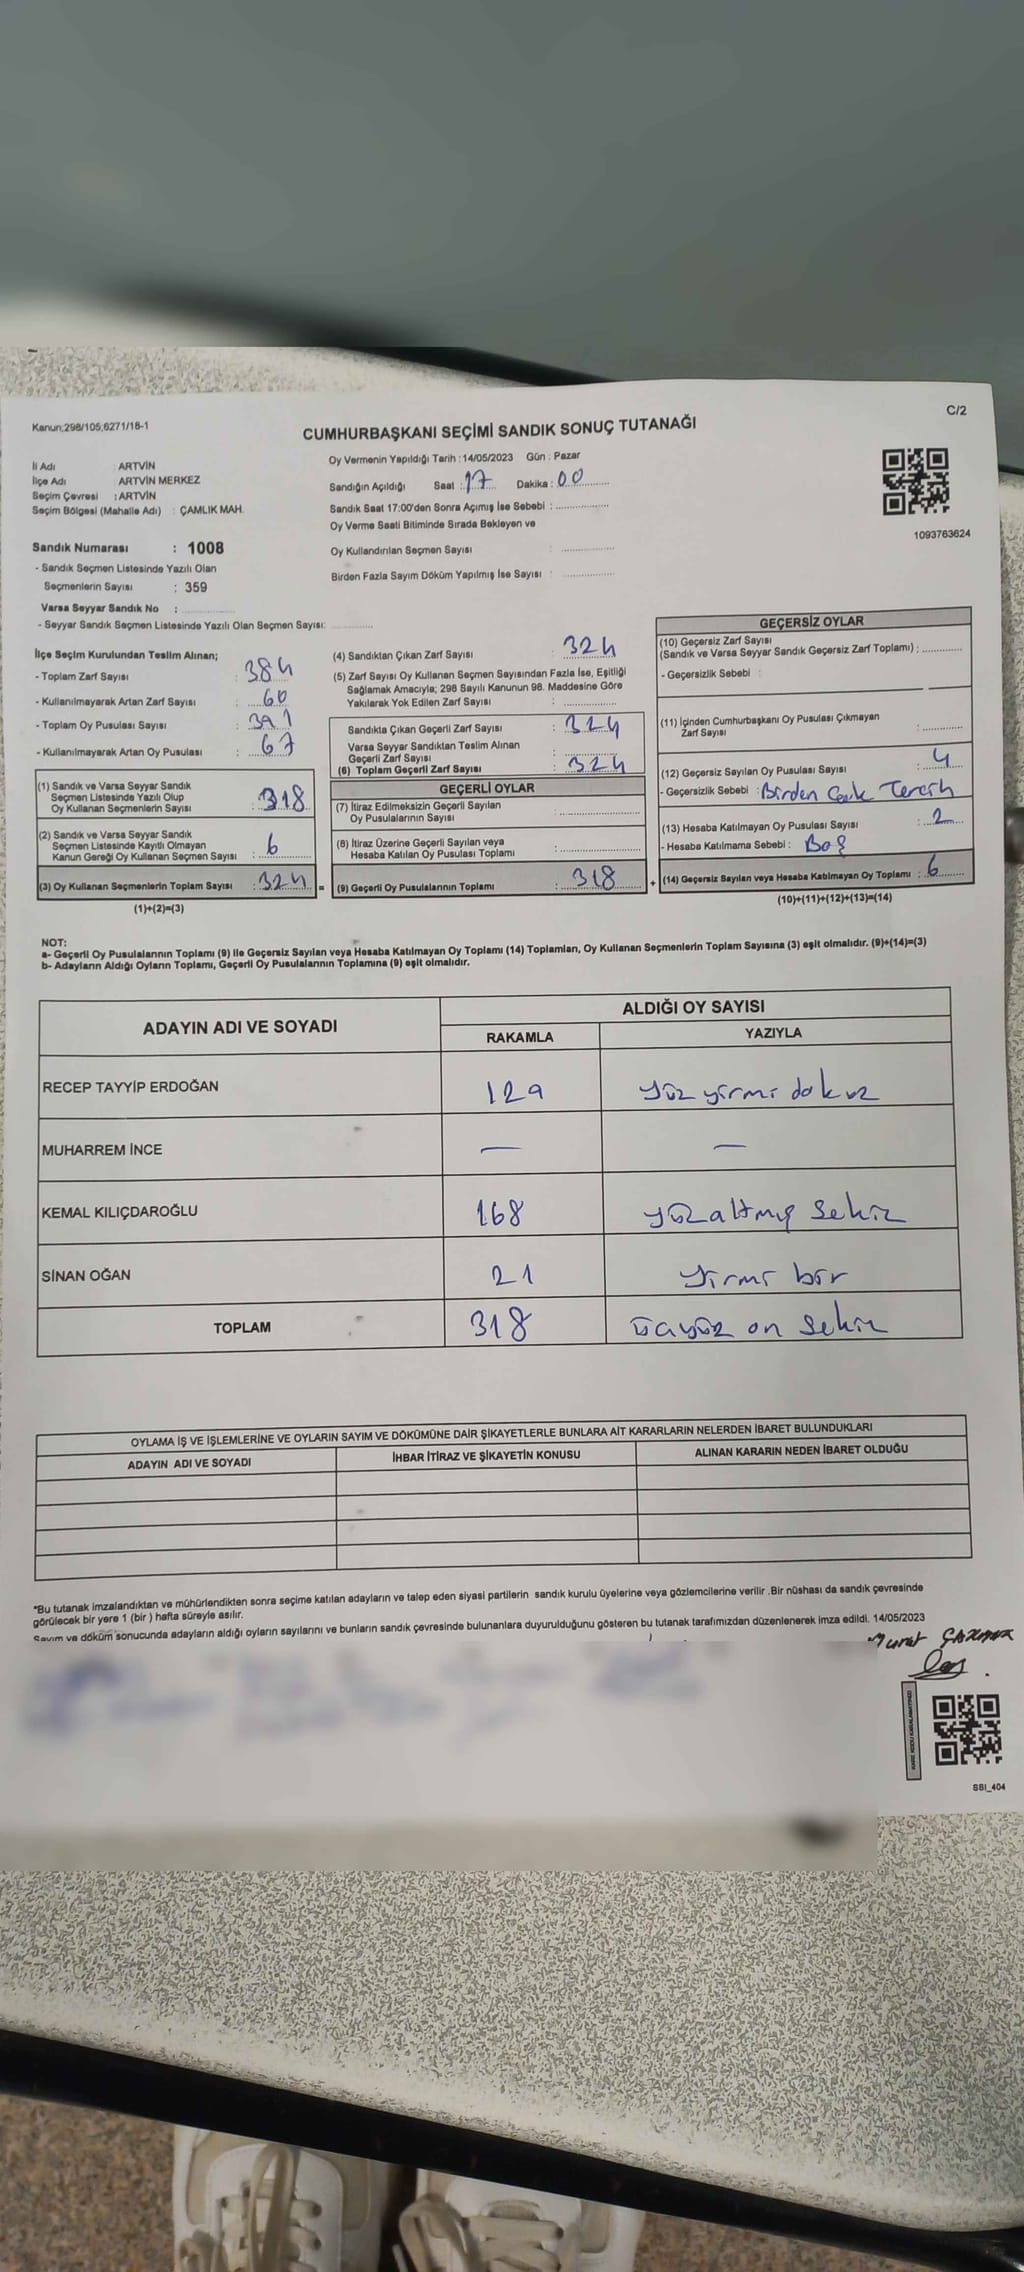 Kanun;298/105;6271/18-1
C/2
CUMHURBAŞKANI SEÇİMİ SANDIK SONUÇ TUTANAĞI
İl Adı : ARTVİN
İlçe Adı : ARTVİN MERKEZ
Seçim Çevresi : ARTVİN
Seçim Bölgesi (Mahalle Adı) : ÇAMLIK MAH.
Sandık Numarası : 1008
- Sandık Seçmen Listesinde Yazılı Olan
Seçmenlerin Sayısı : 359
Varsa Seyyar Sandık No :
- Seyyar Sandık Seçmen Listesinde Yazılı Olan Seçmen Sayısı:
Oy Vermenin Yapıldığı Tarih : 14/05/2023 Gün : Pazar
Sandığın Açıldığı Saat : 17 Dakika : 00
Sandık Saat 17:00'den Sonra Açımış İse Sebebi :
Oy Verme Saati Bitiminde Sırada Bekleyen ve
Oy Kullandırılan Seçmen Sayısı :
Birden Fazla Sayım Döküm Yapılmış İse Sayısı :
1093763624
İlçe Seçim Kurulundan Teslim Alınan;
- Toplam Zarf Sayısı : 384
- Kullanılmayarak Artan Zarf Sayısı : 60
- Toplam Oy Pusulası Sayısı : 391
- Kullanılmayarak Artan Oy Pusulası : 67
(1) Sandık ve Varsa Seyyar Sandık
Seçmen Listesinde Yazılı Olup
Oy Kullanan Seçmenlerin Sayısı : 318
(2) Sandık ve Varsa Seyyar Sandık
Seçmen Listesinde Kayıtlı Olmayan
Kanun Gereği Oy Kullanan Seçmen Sayısı : 6
(3) Oy Kullanan Seçmenlerin Toplam Sayısı : 324 =
(1)+(2)=(3)
(4) Sandıktan Çıkan Zarf Sayısı : 324
(5) Zarf Sayısı Oy Kullanan Seçmen Sayısından Fazla İse, Eşitliği
Sağlamak Amacıyla; 298 Sayılı Kanunun 98. Maddesine Göre
Yakılarak Yok Edilen Zarf Sayısı :
Sandıkta Çıkan Geçerli Zarf Sayısı : 324
Varsa Seyyar Sandıktan Teslim Alınan
Geçerli Zarf Sayısı :
(6) Toplam Geçerli Zarf Sayısı : 324
GEÇERLİ OYLAR
(7) İtiraz Edilmeksizin Geçerli Sayılan
Oy Pusulalarının Sayısı :
(8) İtiraz Üzerine Geçerli Sayılan veya
Hesaba Katılan Oy Pusulası Toplamı :
(9) Geçerli Oy Pusulalarının Toplamı : 318 +
GEÇERSİZ OYLAR
(10) Geçersiz Zarf Sayısı
(Sandık ve Varsa Seyyar Sandık Geçersiz Zarf Toplamı) :
- Geçersizlik Sebebi :
(11) İçinden Cumhurbaşkanı Oy Pusulası Çıkmayan
Zarf Sayısı :
(12) Geçersiz Sayılan Oy Pusulası Sayısı : 4
- Geçersizlik Sebebi : Birden Çok Tercih
(13) Hesaba Katılmayan Oy Pusulası Sayısı : 2
- Hesaba Katılmama Sebebi : Boş
(14) Geçersiz Sayılan veya Hesaba Katılmayan Oy Toplamı : 6
(10)+(11)+(12)+(13)=(14)
NOT:
a- Geçerli Oy Pusulalarının Toplamı (9) ile Geçersiz Sayılan veya Hesaba Katılmayan Oy Toplamı (14) Toplamları, Oy Kullanan Seçmenlerin Toplam Sayısına (3) eşit olmalıdır. (9)+(14)=(3)
b- Adayların Aldığı Oyların Toplamı, Geçerli Oy Pusulalarının Toplamına (9) eşit olmalıdır.
ADAYIN ADI VE SOYADI
ALDIĞI OY SAYISI
RAKAMLA YAZIYLA
RECEP TAYYİP ERDOĞAN 129 yüz yirmi dokuz
MUHARREM İNCE — —
KEMAL KILIÇDAROĞLU 168 yüz altmış sekiz
SİNAN OĞAN 21 yirmi bir
TOPLAM 318 üçyüz on sekiz
OYLAMA İŞ VE İŞLEMLERİNE VE OYLARIN SAYIM VE DÖKÜMÜNE DAİR ŞİKAYETLERLE BUNLARA AİT KARARLARIN NELERDEN İBARET BULUNDUKLARI
ADAYIN ADI VE SOYADI İHBAR İTİRAZ VE ŞİKAYETİN KONUSU ALINAN KARARIN NEDEN İBARET OLDUĞU
*Bu tutanak imzalandıktan ve mühürlendikten sonra seçime katılan adayların ve talep eden siyasi partilerin sandık kurulu üyelerine veya gözlemcilerine verilir .Bir nüshası da sandık çevresinde
görülecek bir yere 1 (bir ) hafta süreyle asılır.
Sayım ve döküm sonucunda adayların aldığı oyların sayılarını ve bunların sandık çevresinde bulunanlara duyurulduğunu gösteren bu tutanak tarafımızdan düzenlenerek imza edildi. 14/05/2023
Murat
SSI_404